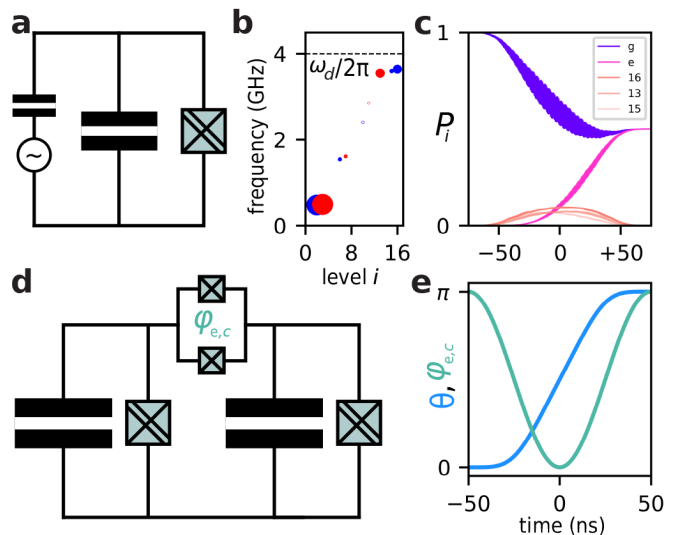 a
~
b
frequency (GHz)
4
2
0
ω_d/2π
0
8
16
level i
c
P_i
1
0
g
e
16
13
15
−50
0
+50
d
φ_e,c
e
θ, φ_e,c
π
0
−50
0
50
time (ns)